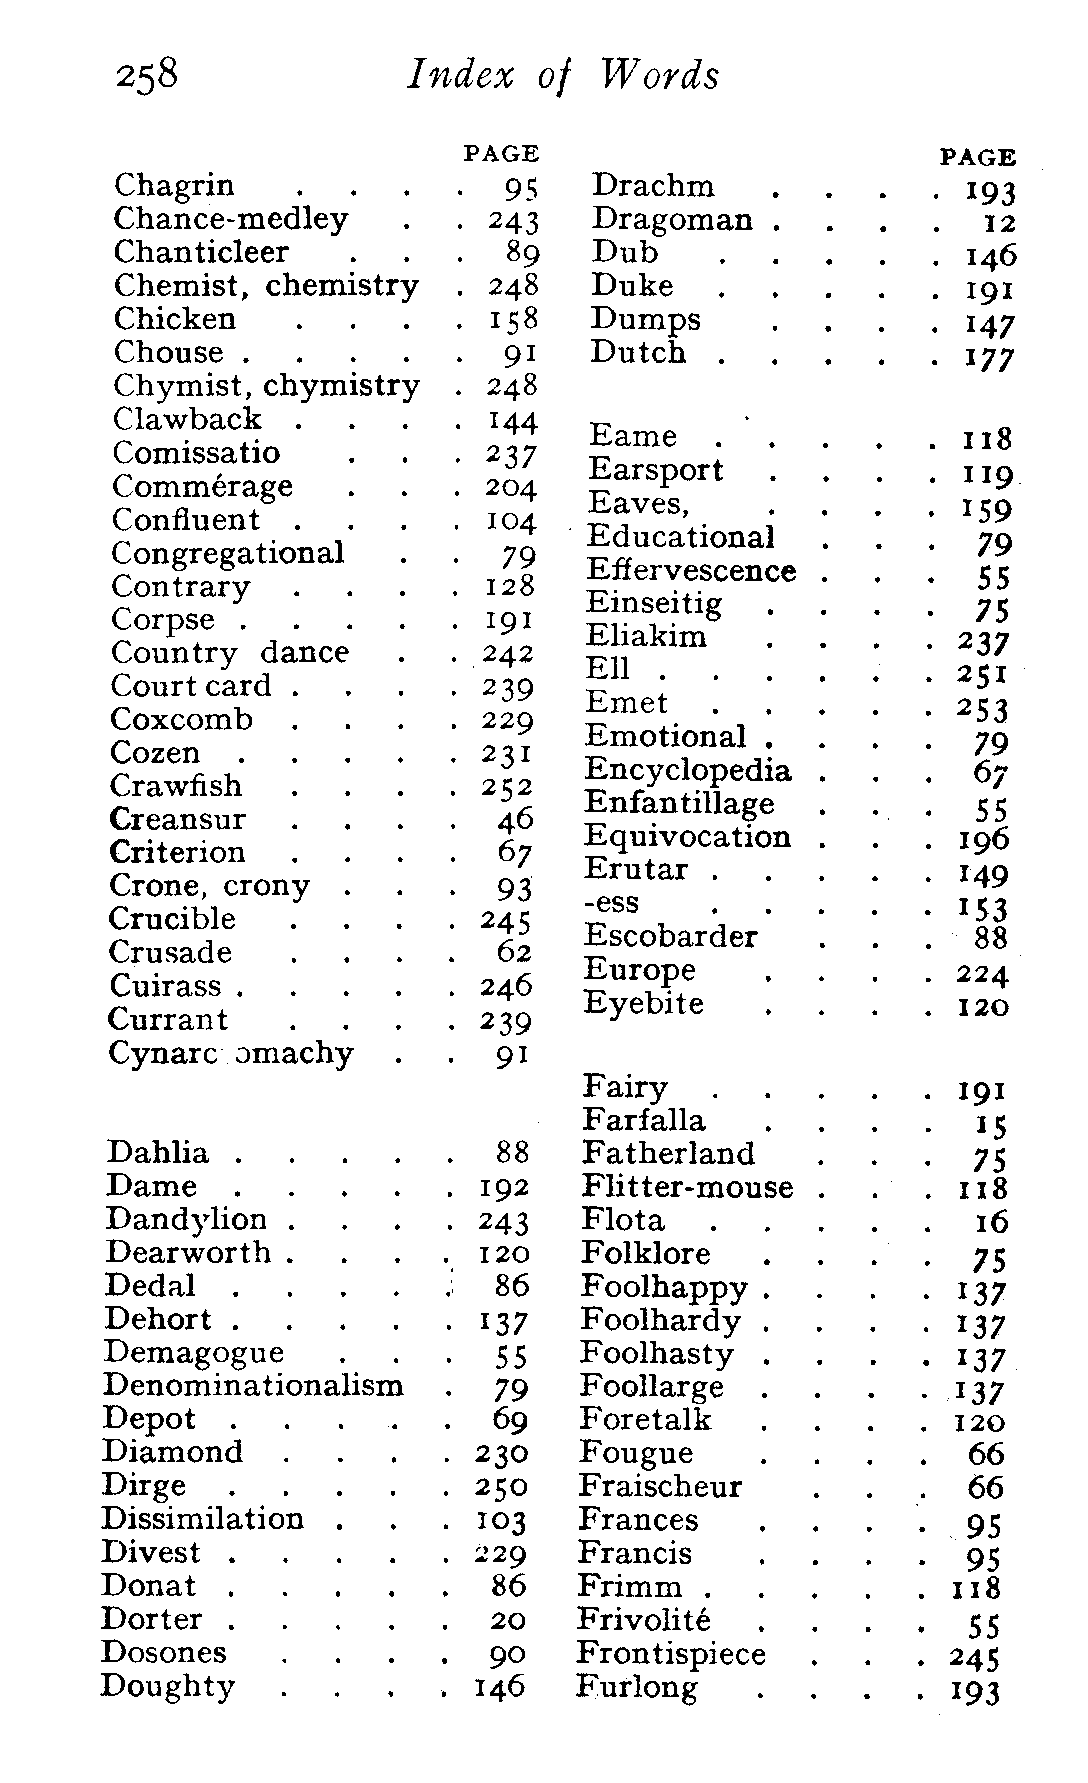 258 Index of Words
PAGE
Chagrin . . . . 95
Chance-medley . . 243
Chanticleer . . . 89
Chemist, chemistry . 248
Chicken . . . . 158
Chouse . . . . . 91
Chymist, chymistry . 248
Clawback . . . . 144
Comissatio . . . 237
Commérage . . . 204
Confluent . . . . 104
Congregational . . 79
Contrary . . . . 128
Corpse . . . . . 191
Country dance . . 242
Court card . . . . 239
Coxcomb . . . . 229
Cozen . . . . . 231
Crawfish . . . . 252
Creansur . . . . 46
Criterion . . . . 67
Crone, crony . . . 93
Crucible . . . . 245
Crusade . . . . 62
Cuirass . . . . . 246
Currant . . . . 239
Cynarc omachy . . 91
Dahlia . . . . . 88
Dame . . . . . 192
Dandylion . . . . 243
Dearworth . . . . 120
Dedal . . . . . 86
Dehort . . . . . 137
Demagogue . . . 55
Denominationalism . 79
Depot . . . . . 69
Diamond . . . . 230
Dirge . . . . . 250
Dissimilation . . . 103
Divest . . . . . 229
Donat . . . . . 86
Dorter . . . . . 20
Dosones . . . . 90
Doughty . . . . 146
PAGE
Drachm . . . . 193
Dragoman . . . . 12
Dub . . . . . 146
Duke . . . . . 191
Dumps . . . . 147
Dutch . . . . . 177
Eame . . . . . 118
Earsport . . . . 119
Eaves, . . . . 159
Educational . . . 79
Effervescence . . . 55
Einseitig . . . . 75
Eliakim . . . . 237
Ell . . . . . . 251
Emet . . . . . 253
Emotional . . . . 79
Encyclopedia . . . 67
Enfantillage . . . 55
Equivocation . . . 196
Erutar . . . . . 149
-ess . . . . . 153
Escobarder . . . 88
Europe . . . . 224
Eyebite . . . . 120
Fairy . . . . . 191
Farfalla . . . . 15
Fatherland . . . 75
Flitter-mouse . . . 118
Flota . . . . . 16
Folklore . . . . 75
Foolhappy . . . . 137
Foolhardy . . . . 137
Foolhasty . . . . 137
Foollarge . . . . 137
Foretalk . . . . 120
Fougue . . . . 66
Fraischeur . . . 66
Frances . . . . 95
Francis . . . . 95
Frimm . . . . . 118
Frivolité . . . . 55
Frontispiece . . . 245
Furlong . . . . 193